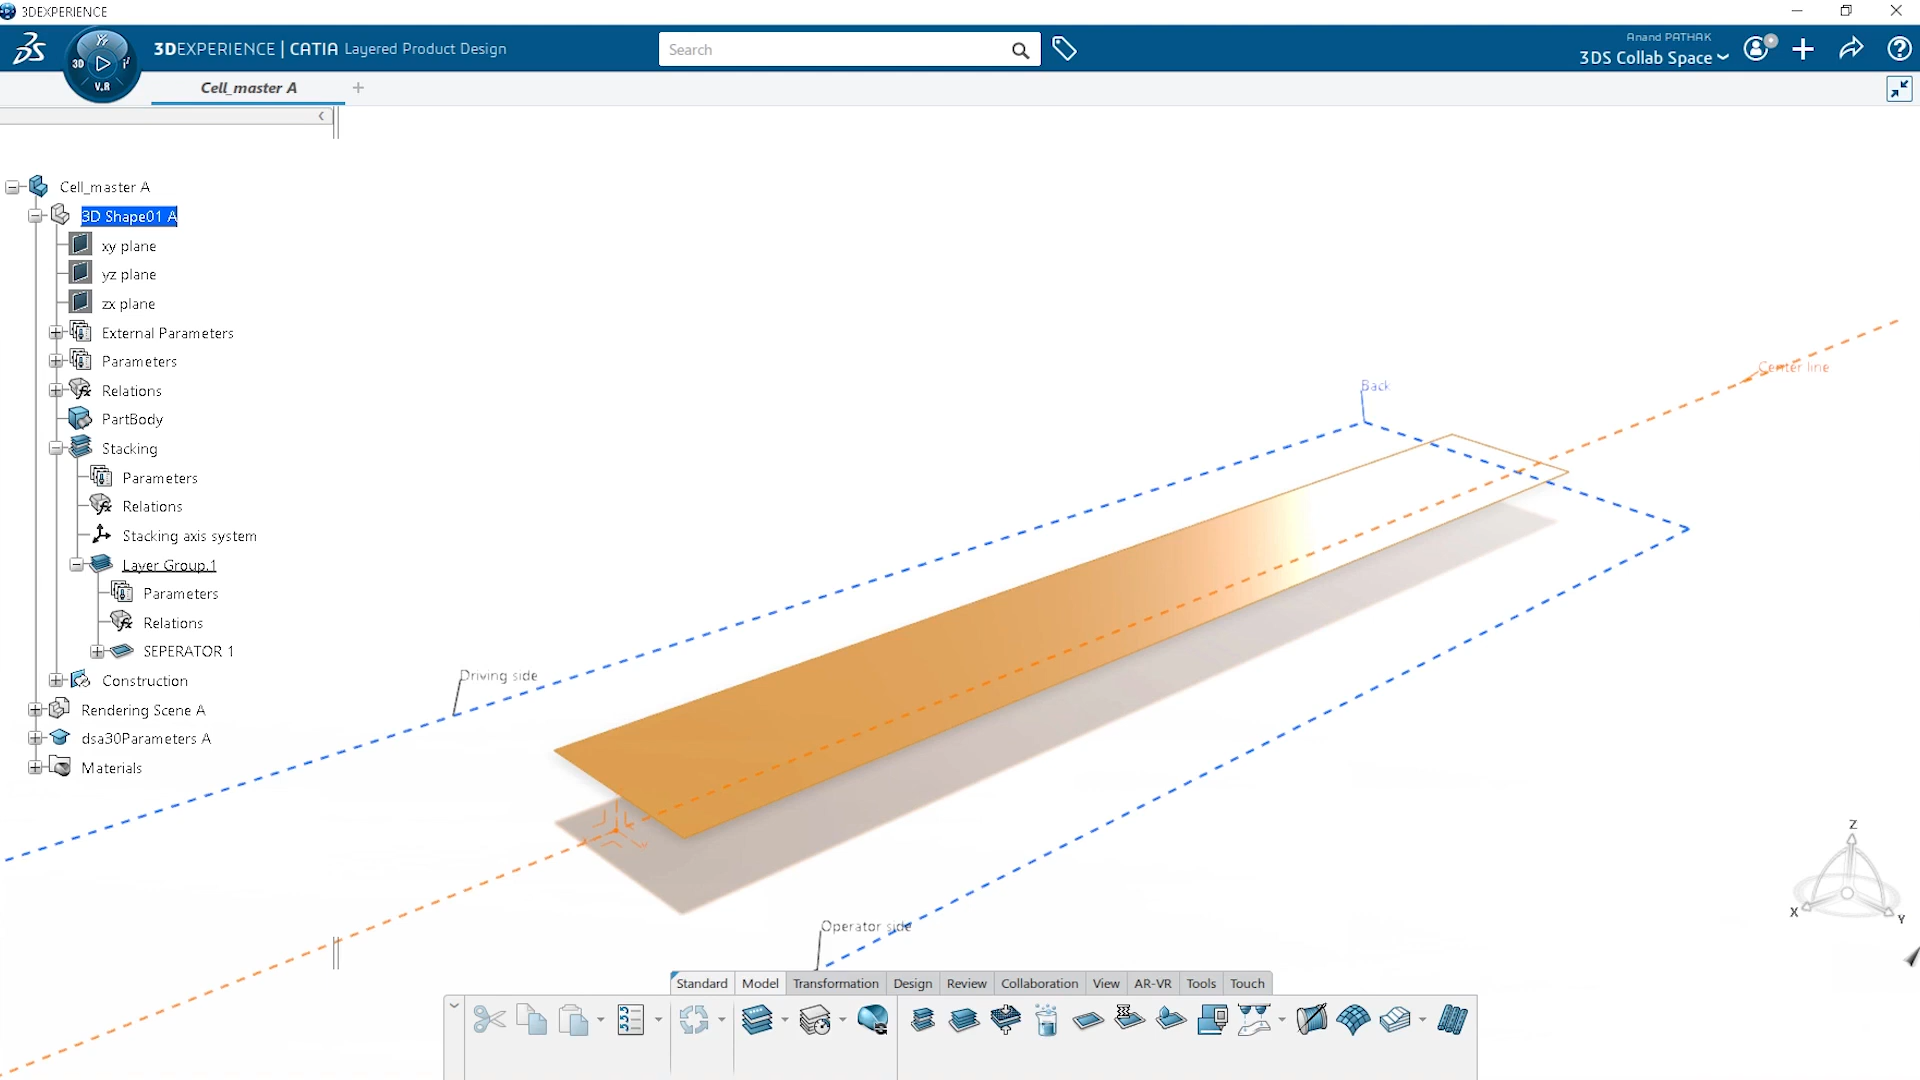 3DEXPERIENCE
3DEXPERIENCE | CATIA Layered Product Design
3D
V.R
Search
Anand PATHAK
3DS Collab Space
Cell_master A
Cell_master A
3D Shape01 A
xy plane
yz plane
zx plane
External Parameters
Parameters
Relations
PartBody
Stacking
Parameters
Relations
Stacking axis system
Layer Group.1
Parameters
Relations
SEPERATOR 1
Construction
Rendering Scene A
dsa30Parameters A
Materials
Center line
Back
Driving side
Operator side
Z
X
Y
Standard Model Transformation Design Review Collaboration View AR-VR Tools Touch